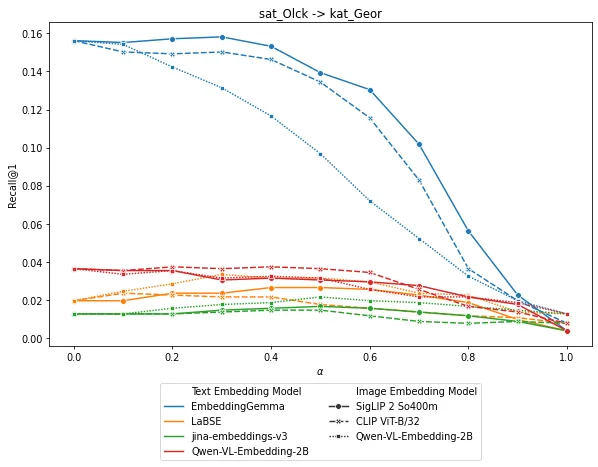 sat_Olck -> kat_Geor
Recall@1
0.16
0.14
0.12
0.10
0.08
0.06
0.04
0.02
0.00
0.0 0.2 0.4 0.6 0.8 1.0
α
Text Embedding Model Image Embedding Model
EmbeddingGemma SigLIP 2 So400m
LaBSE CLIP ViT-B/32
jina-embeddings-v3 Qwen-VL-Embedding-2B
Qwen-VL-Embedding-2B